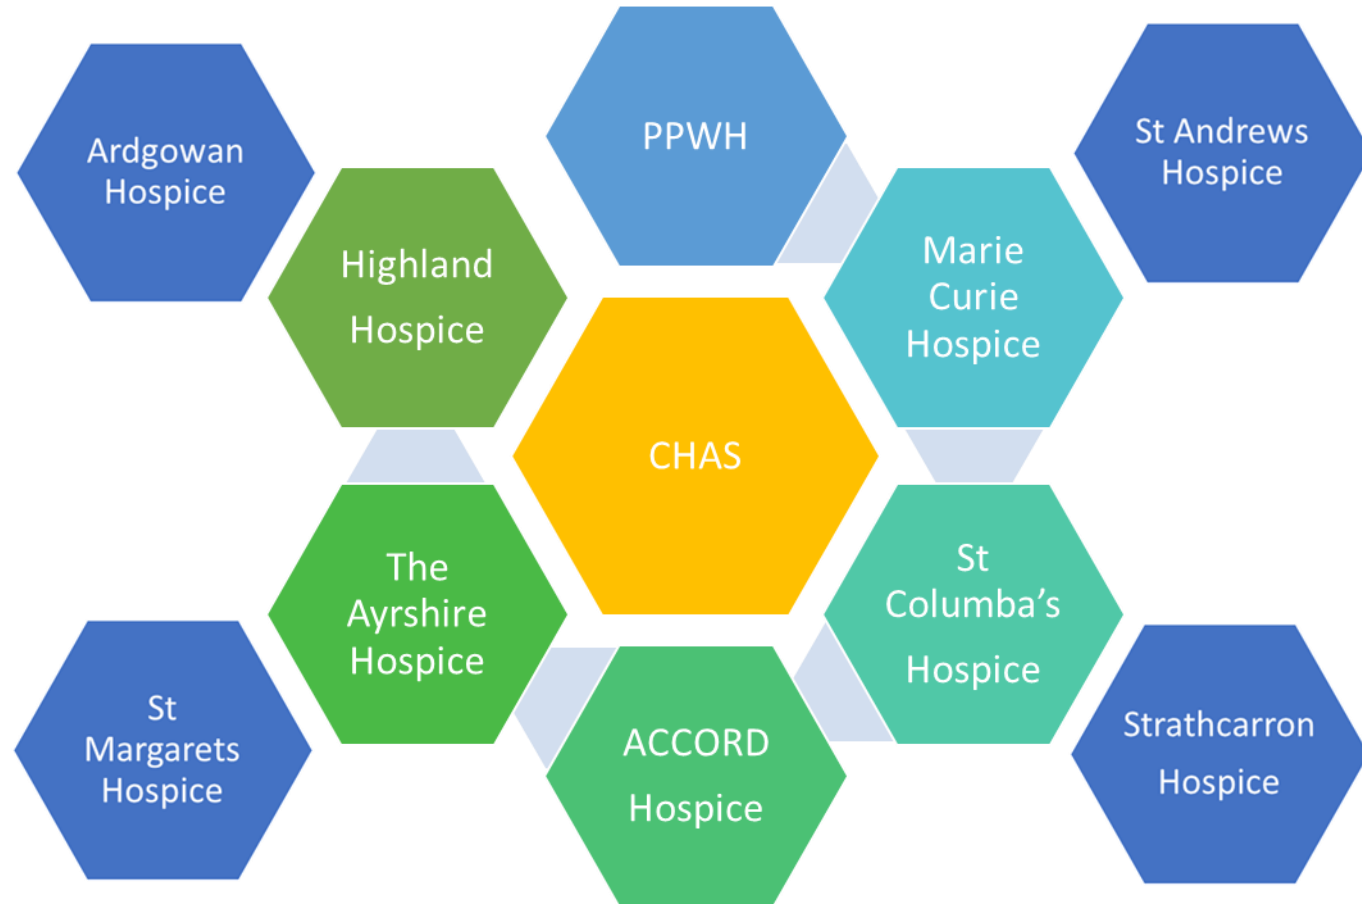 PPWH
St Andrews
Hospice
Ardgowan
Hospice
Highland
Hospice
Marie
Curie
Hospice
CHAS
The
Ayrshire
Hospice
St
Columba’s
Hospice
St
Margarets
Hospice
ACCORD
Hospice
Strathcarron
Hospice